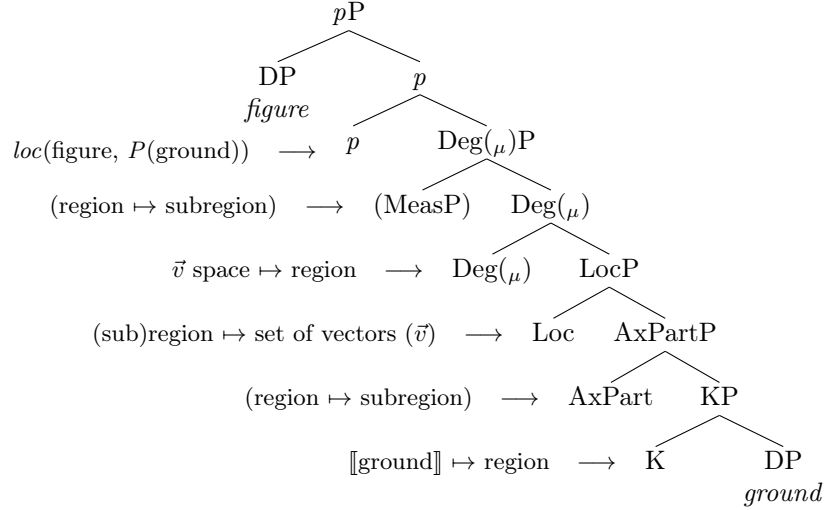 pP
DP p
figure
loc(figure, P(ground)) ⟶ p Deg(μ)P
(region ↦ subregion) ⟶ (MeasP) Deg(μ)
v⃗ space ↦ region ⟶ Deg(μ) LocP
(sub)region ↦ set of vectors (v⃗) ⟶ Loc AxPartP
(region ↦ subregion) ⟶ AxPart KP
⟦ground⟧ ↦ region ⟶ K DP
ground